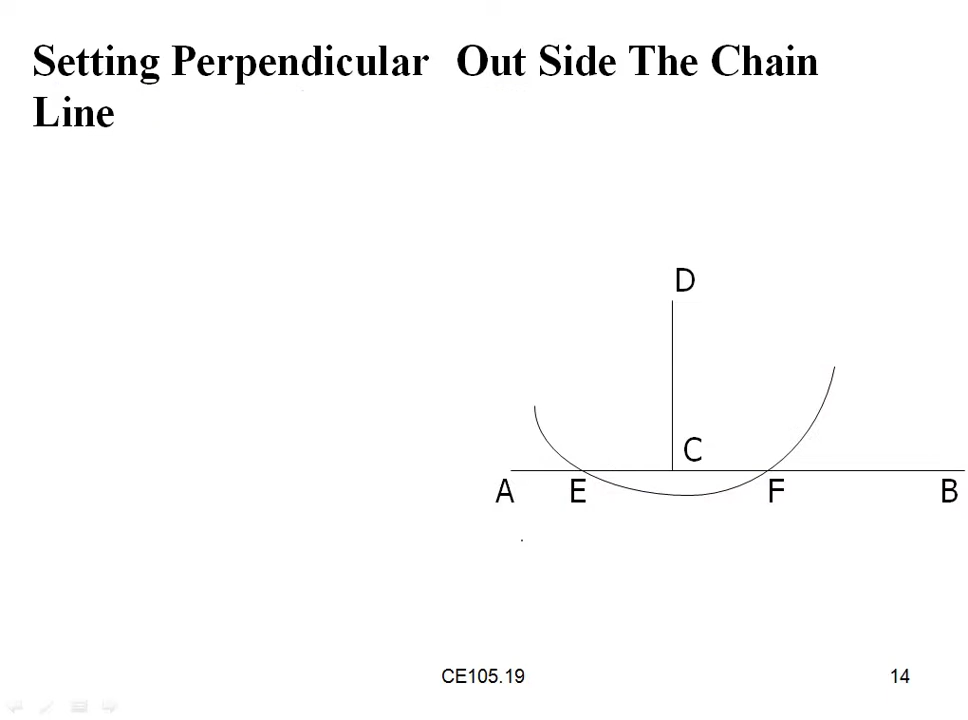 Setting Perpendicular Out Side The Chain
Line
D
C
A E F B
CE105.19 14